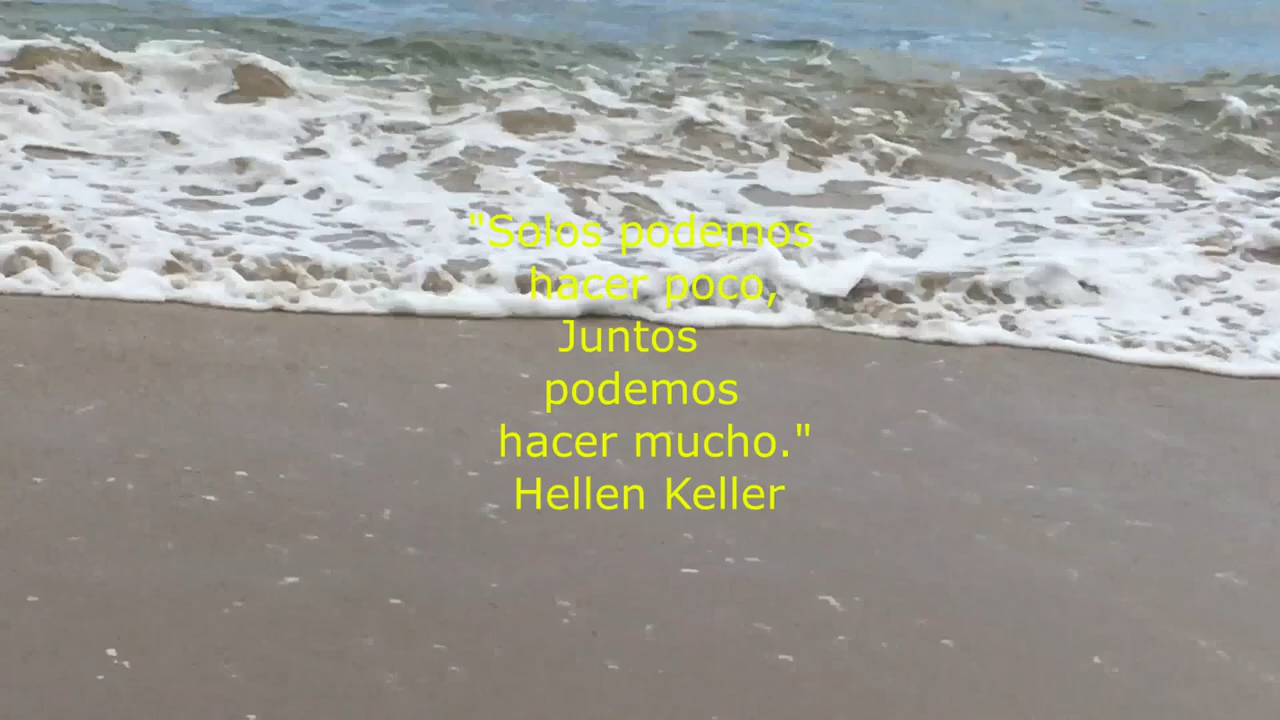 "Solos podemos
hacer poco,
Juntos
podemos
hacer mucho."
Hellen Keller